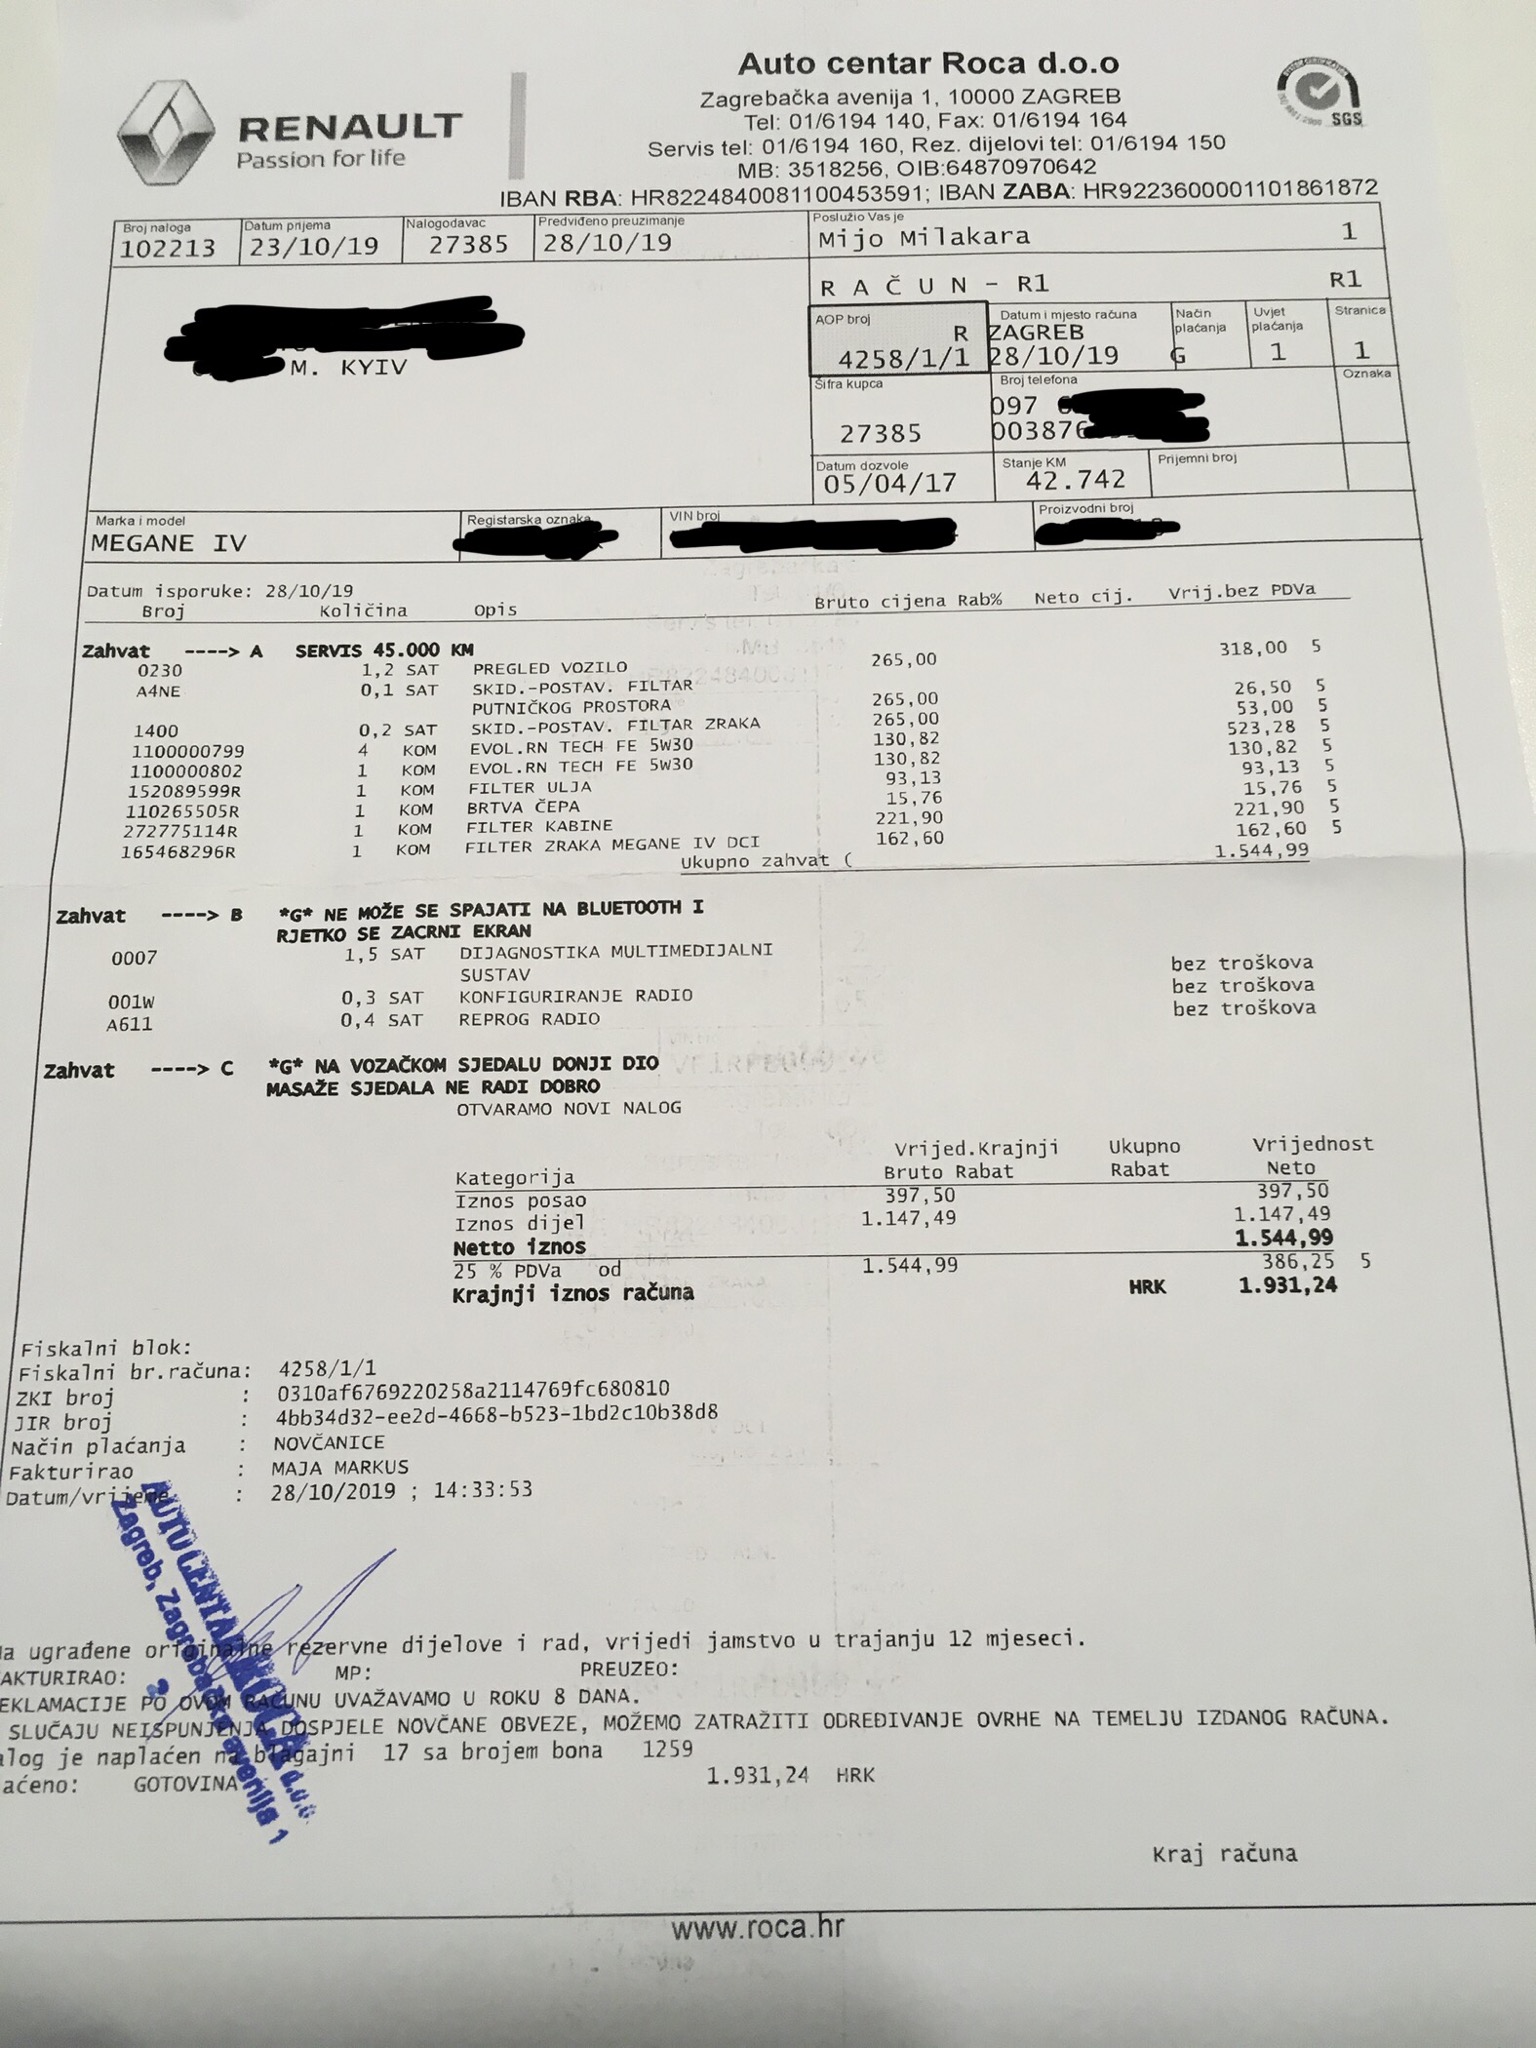 RENAULT
Passion for life
Auto centar Roca d.o.o
Zagrebačka avenija 1, 10000 ZAGREB
Tel: 01/6194 140, Fax: 01/6194 164
Servis tel: 01/6194 160, Rez. dijelovi tel: 01/6194 150
MB: 3518256, OIB:64870970642
IBAN RBA: HR8224840081100453591; IBAN ZABA: HR9223600001101861872
SGS
Broj naloga Datum prijema Nalogodavac Predviđeno preuzimanje Poslužio Vas je
102213 23/10/19 27385 28/10/19 Mijo Milakara 1
RAČUN - R1 R1
AOP broj Datum i mjesto računa Način plaćanja Uvjet plaćanja Stranica
R ZAGREB
4258/1/1 28/10/19 G 1 1
M. KYIV
Šifra kupca Broj telefona Oznaka
097
27385 003876
Datum dozvole Stanje KM Prijemni broj
05/04/17 42.742
Marka i model Registarska oznaka VIN broj Proizvodni broj
MEGANE IV
Datum isporuke: 28/10/19
Broj Količina Opis Bruto cijena Rab% Neto cij. Vrij.bez PDVa
Zahvat ----> A SERVIS 45.000 KM
0230 1,2 SAT PREGLED VOZILO 265,00 318,00 5
A4NE 0,1 SAT SKID.-POSTAV. FILTAR
PUTNIČKOG PROSTORA 265,00 26,50 5
1400 0,2 SAT SKID.-POSTAV. FILTAR ZRAKA 265,00 53,00 5
1100000799 4 KOM EVOL.RN TECH FE 5W30 130,82 523,28 5
1100000802 1 KOM EVOL.RN TECH FE 5W30 130,82 130,82 5
152089599R 1 KOM FILTER ULJA 93,13 93,13 5
110265505R 1 KOM BRTVA ČEPA 15,76 15,76 5
272775114R 1 KOM FILTER KABINE 221,90 221,90 5
165468296R 1 KOM FILTER ZRAKA MEGANE IV DCI 162,60 162,60 5
Ukupno zahvat ( 1.544,99
Zahvat ----> B *G* NE MOŽE SE SPAJATI NA BLUETOOTH I
RJETKO SE ZACRNI EKRAN
0007 1,5 SAT DIJAGNOSTIKA MULTIMEDIJALNI
SUSTAV bez troškova
001W 0,3 SAT KONFIGURIRANJE RADIO bez troškova
A611 0,4 SAT REPROG RADIO bez troškova
Zahvat ----> C *G* NA VOZAČKOM SJEDALU DONJI DIO
MASAŽE SJEDALA NE RADI DOBRO
OTVARAMO NOVI NALOG
Vrijed.Krajnji Ukupno Vrijednost
Kategorija Bruto Rabat Rabat Neto
Iznos posao 397,50 397,50
Iznos dijel 1.147,49 1.147,49
Netto iznos 1.544,99
25 % PDVa od 1.544,99 386,25 5
Krajnji iznos računa HRK 1.931,24
Fiskalni blok:
Fiskalni br.računa: 4258/1/1
ZKI broj : 0310af6769220258a2114769fc680810
JIR broj : 4bb34d32-ee2d-4668-b523-1bd2c10b38d8
Način plaćanja : NOVČANICE
Fakturirao : MAJA MARKUS
Datum/vrijeme : 28/10/2019 ; 14:33:53
AUTO CENTAR ROCA d.o.o.
Zagreb, Zagrebačka avenija 1
a ugrađene originalne rezervne dijelove i rad, vrijedi jamstvo u trajanju 12 mjeseci.
AKTURIRAO: MP: PREUZEO:
EKLAMACIJE PO OVOM RAČUNU UVAŽAVAMO U ROKU 8 DANA.
SLUČAJU NEISPUNJENJA DOSPJELE NOVČANE OBVEZE, MOŽEMO ZATRAŽITI ODREĐIVANJE OVRHE NA TEMELJU IZDANOG RAČUNA.
alog je naplaćen na blagajni 17 sa brojem bona 1259
aćeno: GOTOVINA 1.931,24 HRK
Kraj računa
www.roca.hr